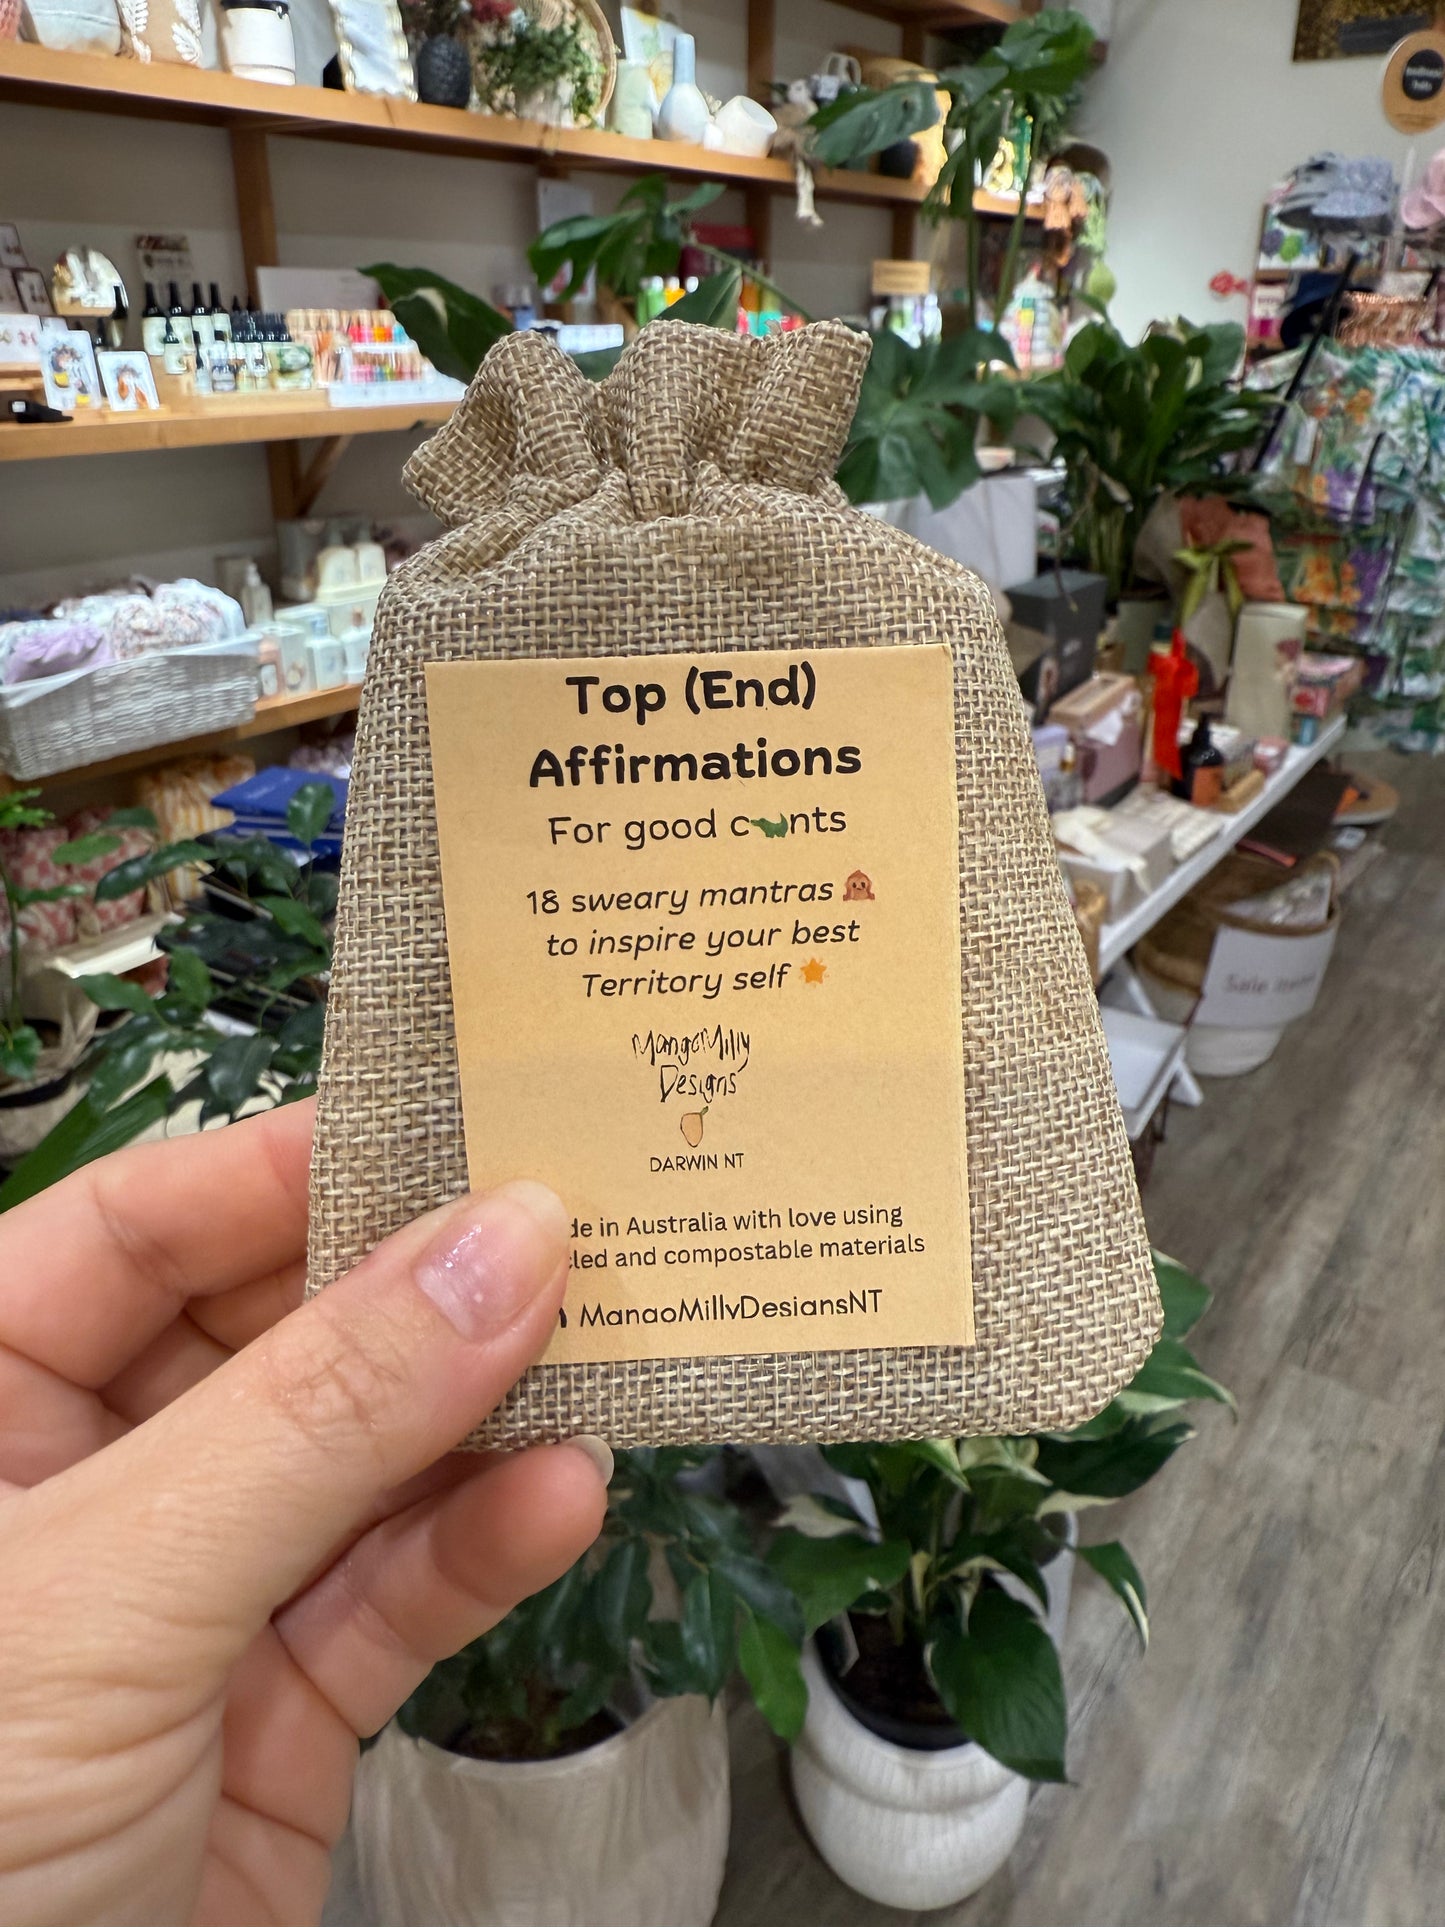 Top (End)
Affirmations
For good c🐊nts
18 sweary mantras
to inspire your best
Territory self
MangoMilly
Designs
DARWIN NT
de in Australia with love using
cled and compostable materials
MangoMillyDesignsNT
Sale